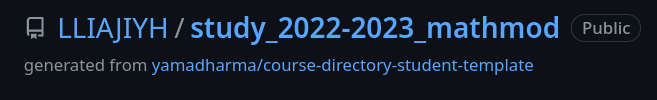 LLIAJIYH / study_2022-2023_mathmod Public
generated from yamadharma/course-directory-student-template